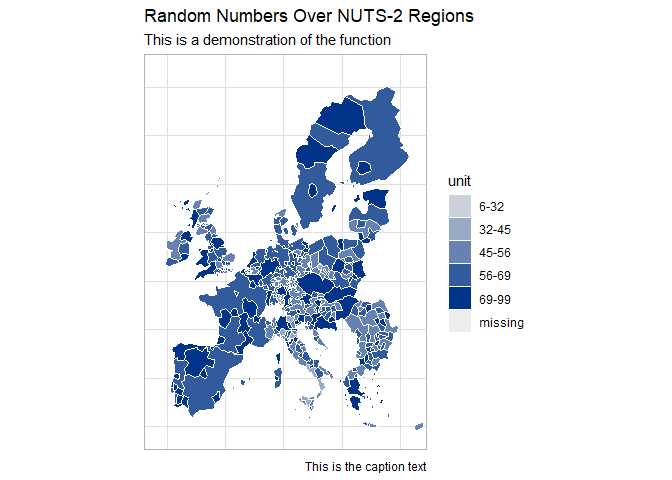 Random Numbers Over NUTS-2 Regions
This is a demonstration of the function
unit
6-32
32-45
45-56
56-69
69-99
missing
This is the caption text